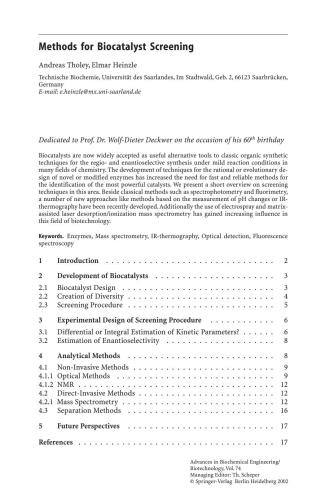 Methods for Biocatalyst Screening
Andreas Tholey, Elmar Heinzle
Technische Biochemie, Universität des Saarlandes, Im Stadtwald, Geb. 2, 66123 Saarbrücken,
Germany
E-mail: e.heinzle@mx.uni-saarland.de
Dedicated to Prof. Dr. Wolf-Dieter Deckwer on the occasion of his 60th birthday
Biocatalysts are now widely accepted as useful alternative tools to classic organic synthetic
techniques for the regio- and enantioselective synthesis under mild reaction conditions in
many fields of chemistry. The development of techniques for the rational or evolutionary de-
sign of novel or modified enzymes has increased the need for fast and reliable methods for
the identification of the most powerful catalysts. We present a short overview on screening
techniques in this area. Beside classical methods such as spectrophotometry and fluorimetry,
a number of new approaches like methods based on the measurement of pH changes or IR-
thermography have been recently developed. Additionally the use of electrospray and matrix-
assisted laser desorption/ionization mass spectrometry has gained increasing influence in
this field of biotechnology.
Keywords. Enzymes, Mass spectrometry, IR-thermography, Optical detection, Fluorescence
spectroscopy
1 Introduction . . . . . . . . . . . . . . . . . . . . . . . . . . . . 2
2 Development of Biocatalysts . . . . . . . . . . . . . . . . . . . 3
2.1 Biocatalyst Design . . . . . . . . . . . . . . . . . . . . . . . . . 3
2.2 Creation of Diversity . . . . . . . . . . . . . . . . . . . . . . . . 4
2.3 Screening Procedure . . . . . . . . . . . . . . . . . . . . . . . . 5
3 Experimental Design of Screening Procedure . . . . . . . . . . 6
3.1 Differential or Integral Estimation of Kinetic Parameters? . . . . . 6
3.2 Estimation of Enantioselectivity . . . . . . . . . . . . . . . . . . 8
4 Analytical Methods . . . . . . . . . . . . . . . . . . . . . . . . 8
4.1 Non-Invasive Methods . . . . . . . . . . . . . . . . . . . . . . . 9
4.1.1 Optical Methods . . . . . . . . . . . . . . . . . . . . . . . . . . 9
4.1.2 NMR . . . . . . . . . . . . . . . . . . . . . . . . . . . . . . . . 12
4.2 Direct-Invasive Methods . . . . . . . . . . . . . . . . . . . . . . 12
4.2.1 Mass Spectrometry . . . . . . . . . . . . . . . . . . . . . . . . . 12
4.3 Separation Methods . . . . . . . . . . . . . . . . . . . . . . . . 16
5 Future Perspectives . . . . . . . . . . . . . . . . . . . . . . . . 17
References . . . . . . . . . . . . . . . . . . . . . . . . . . . . . . . . 17
Advances in Biochemical Engineering/
Biotechnology, Vol. 74
Managing Editor: Th. Scheper
© Springer-Verlag Berlin Heidelberg 2002